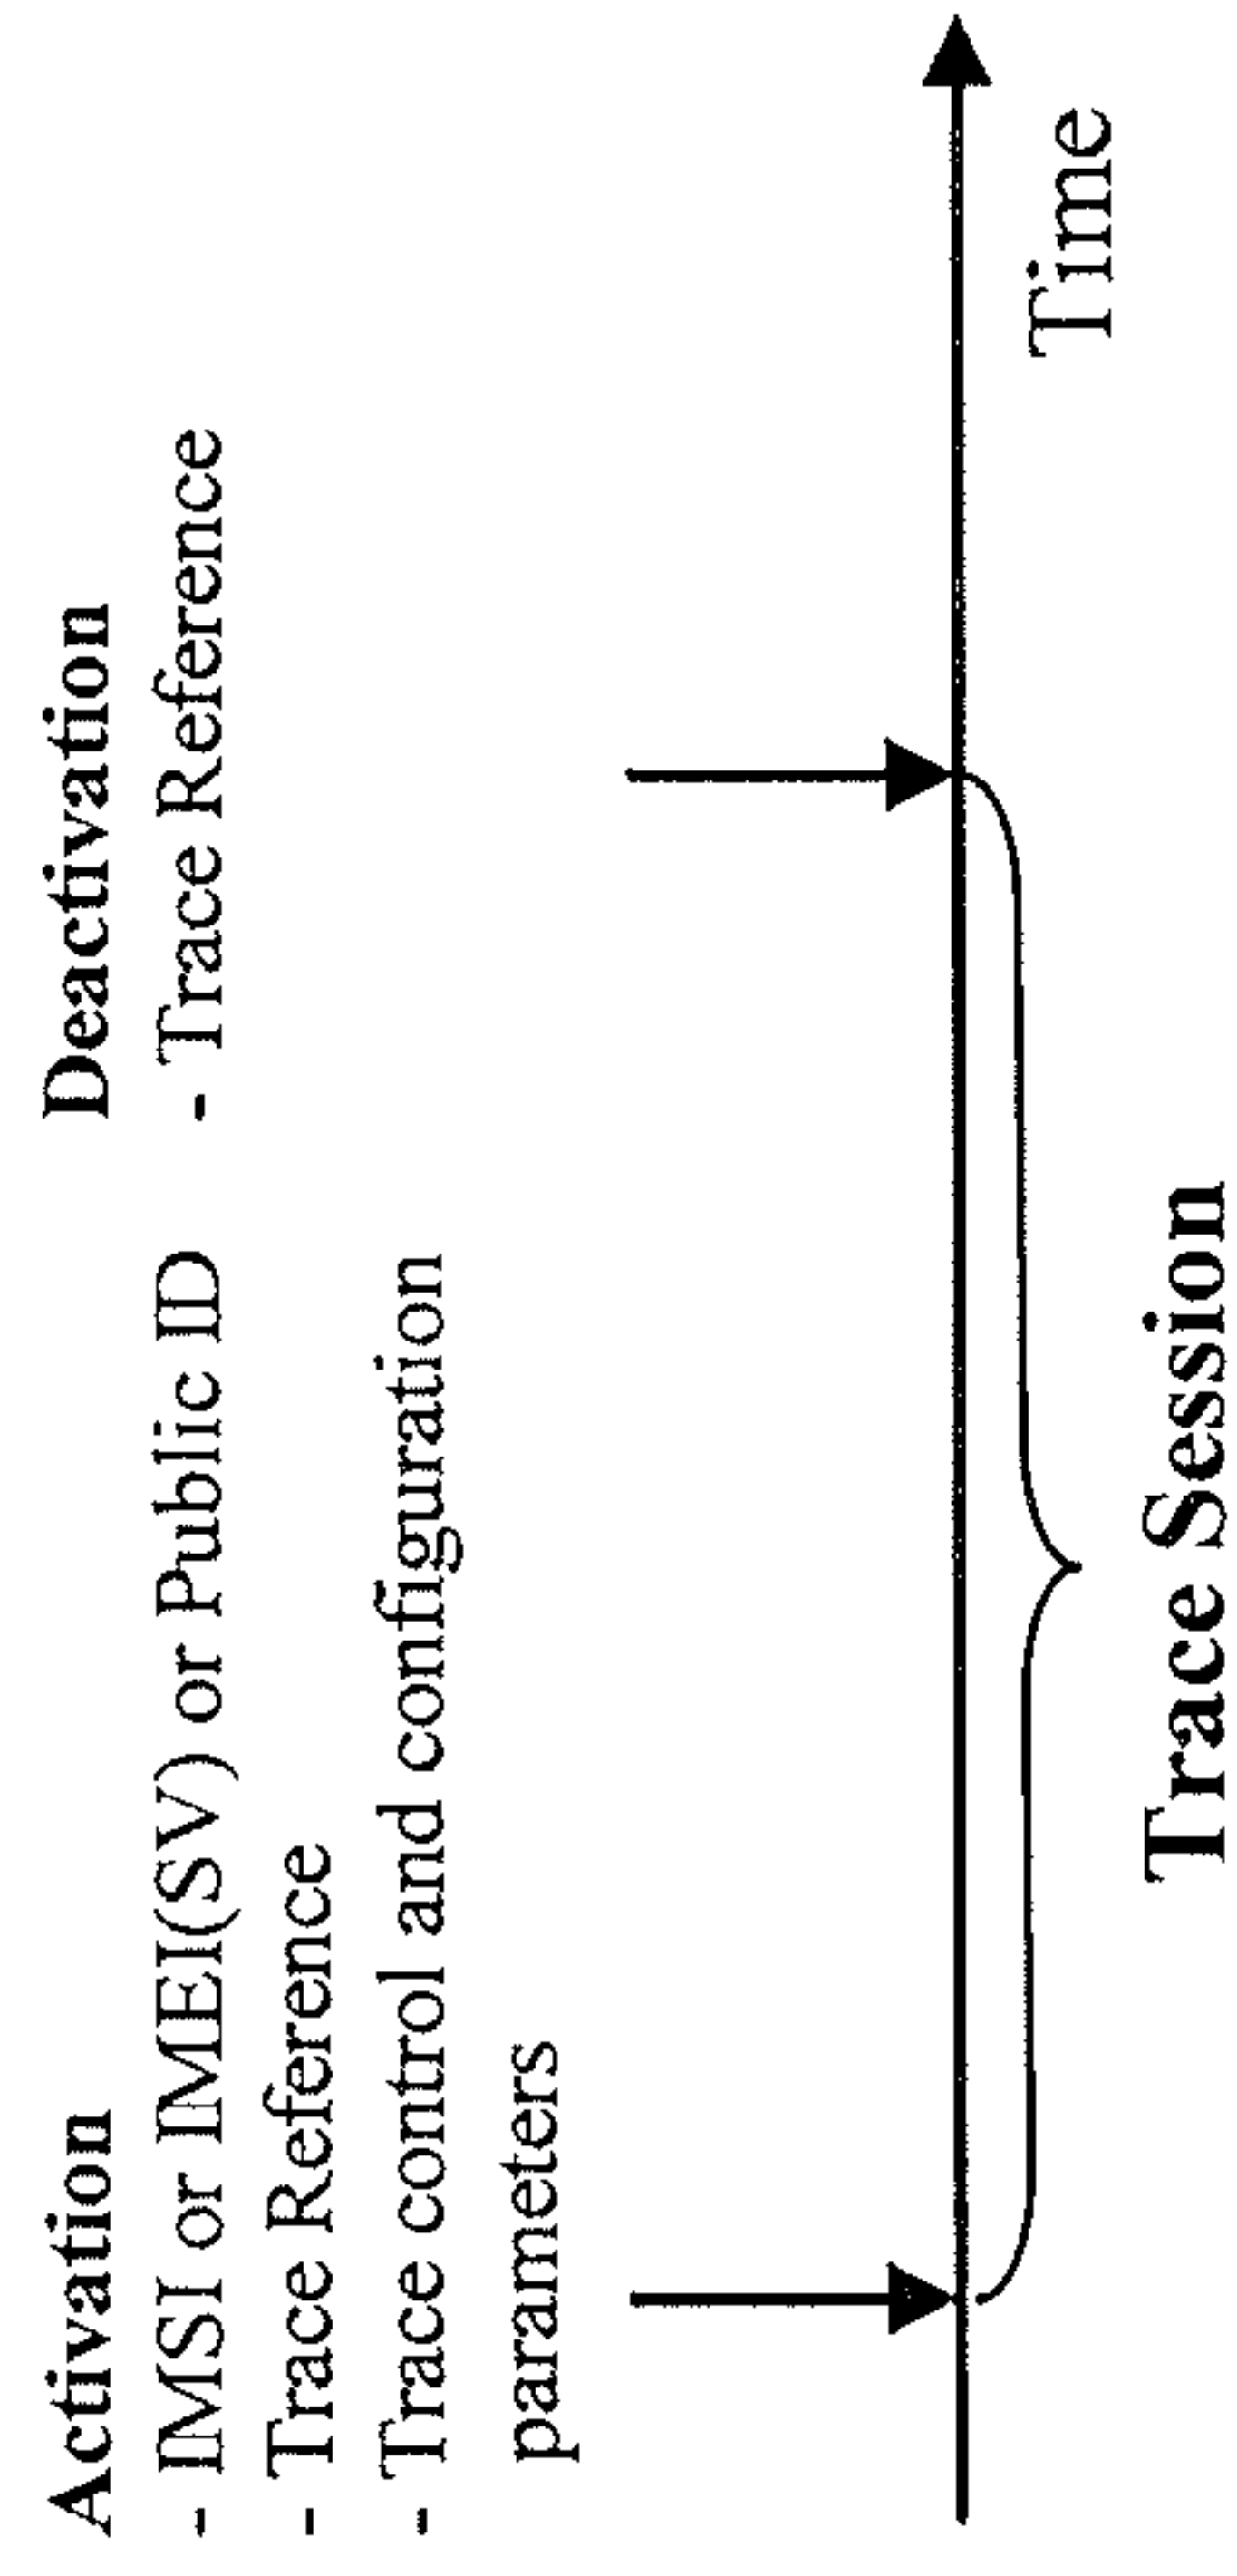 Activation
- IMSI or IMEI(SV) or Public ID
- Trace Reference
- Trace control and configuration
parameters
Deactivation
- Trace Reference
Time
Trace Session